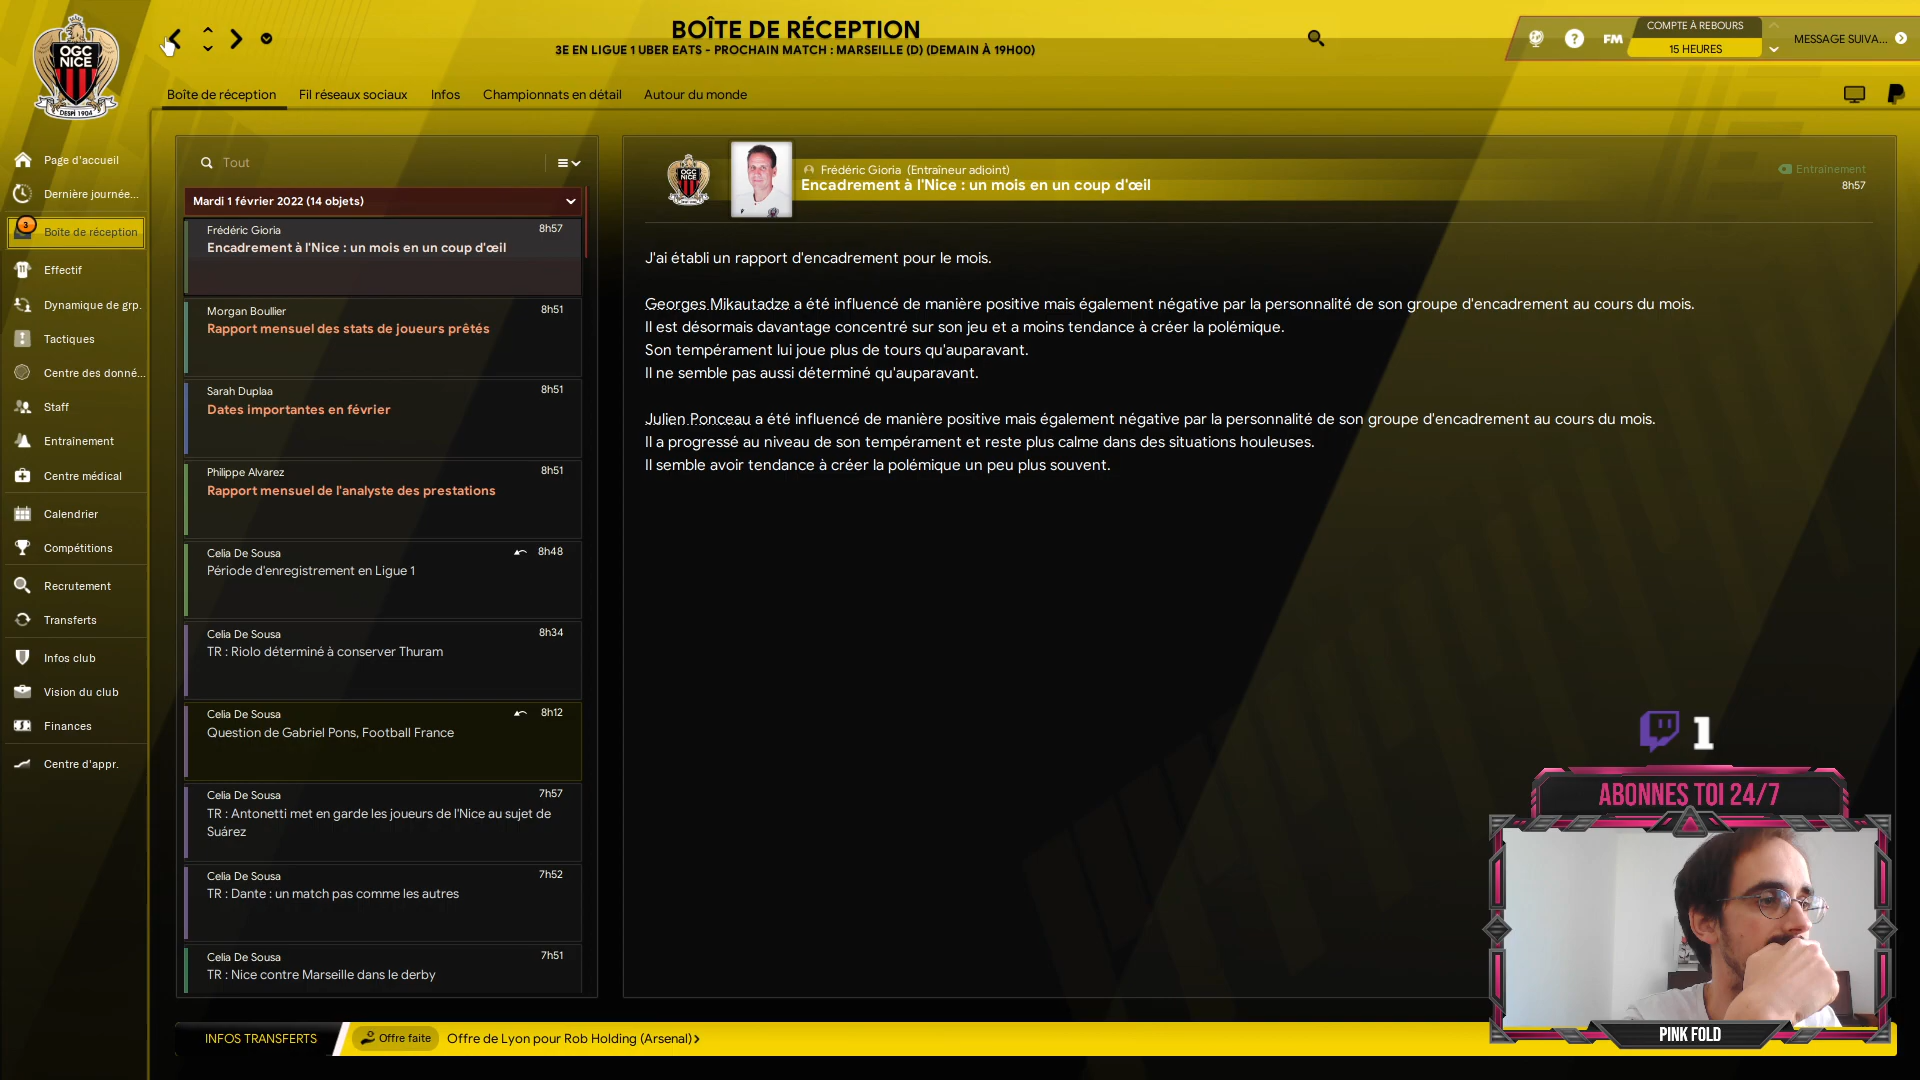 OGC
NICE
DEPUIS 1904
BOÎTE DE RÉCEPTION
3E EN LIGUE 1 UBER EATS - PROCHAIN MATCH : MARSEILLE (D) (DEMAIN À 19H00)
FM
COMPTE À REBOURS
15 HEURES
MESSAGE SUIVA...
Boîte de réception
Fil réseaux sociaux
Infos
Championnats en détail
Autour du monde
Page d'accueil
Dernière journée...
3
Boîte de réception
Effectif
Dynamique de grp.
Tactiques
Centre des donné...
Staff
Entraînement
Centre médical
Calendrier
Compétitions
Recrutement
Transferts
Infos club
Vision du club
Finances
Centre d'appr.
Tout
Mardi 1 février 2022 (14 objets)
Frédéric Gioria 8h57
Encadrement à l'Nice : un mois en un coup d'œil
Morgan Boullier 8h51
Rapport mensuel des stats de joueurs prêtés
Sarah Duplaa 8h51
Dates importantes en février
Philippe Alvarez 8h51
Rapport mensuel de l'analyste des prestations
Celia De Sousa 8h48
Période d'enregistrement en Ligue 1
Celia De Sousa 8h34
TR : Riolo déterminé à conserver Thuram
Celia De Sousa 8h12
Question de Gabriel Pons, Football France
Celia De Sousa 7h57
TR : Antonetti met en garde les joueurs de l'Nice au sujet de
Suárez
Celia De Sousa 7h52
TR : Dante : un match pas comme les autres
Celia De Sousa 7h51
TR : Nice contre Marseille dans le derby
Frédéric Gioria (Entraîneur adjoint)
Encadrement à l'Nice : un mois en un coup d'œil
Entraînement
8h57
J'ai établi un rapport d'encadrement pour le mois.
Georges Mikautadze a été influencé de manière positive mais également négative par la personnalité de son groupe d'encadrement au cours du mois.
Il est désormais davantage concentré sur son jeu et a moins tendance à créer la polémique.
Son tempérament lui joue plus de tours qu'auparavant.
Il ne semble pas aussi déterminé qu'auparavant.
Julien Ponceau a été influencé de manière positive mais également négative par la personnalité de son groupe d'encadrement au cours du mois.
Il a progressé au niveau de son tempérament et reste plus calme dans des situations houleuses.
Il semble avoir tendance à créer la polémique un peu plus souvent.
1
ABONNES TOI 24/7
PINK FOLD
INFOS TRANSFERTS
Offre faite
Offre de Lyon pour Rob Holding (Arsenal)